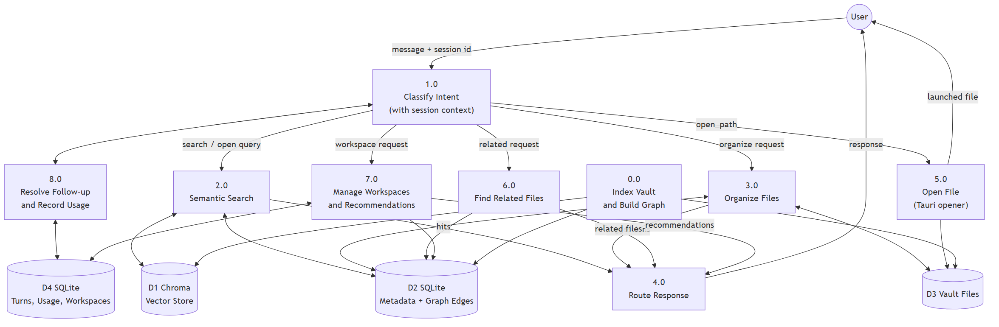 User
message + session id
1.0
Classify Intent
(with session context)
launched file
open_path
search / open query
workspace request
related request
organize request
response
8.0
Resolve Follow-up
and Record Usage
2.0
Semantic Search
7.0
Manage Workspaces
and Recommendations
6.0
Find Related Files
0.0
Index Vault
and Build Graph
3.0
Organize Files
5.0
Open File
(Tauri opener)
hits
related files
recommendations
D4 SQLite
Turns, Usage, Workspaces
D1 Chroma
Vector Store
D2 SQLite
Metadata + Graph Edges
4.0
Route Response
D3 Vault Files